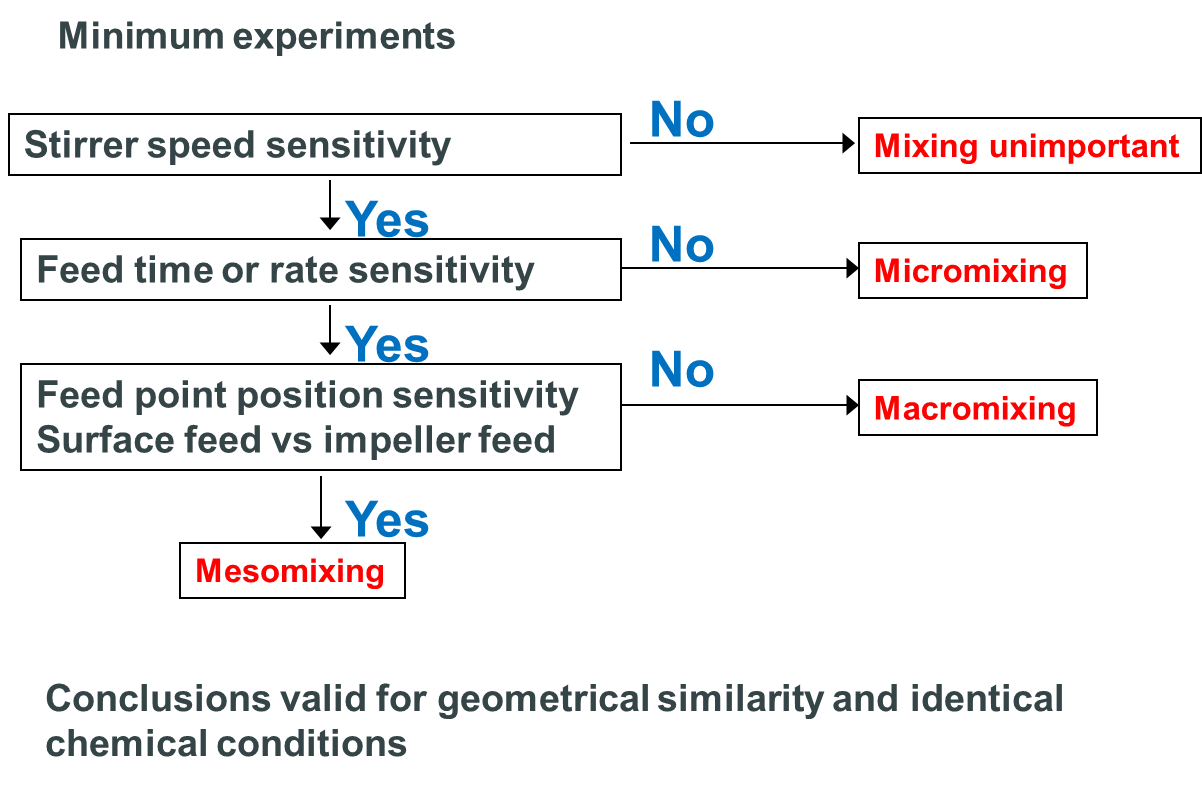 Minimum experiments
Stirrer speed sensitivity
No
Mixing unimportant
Yes
Feed time or rate sensitivity
No
Micromixing
Yes
Feed point position sensitivity
Surface feed vs impeller feed
No
Macromixing
Yes
Mesomixing
Conclusions valid for geometrical similarity and identical
chemical conditions